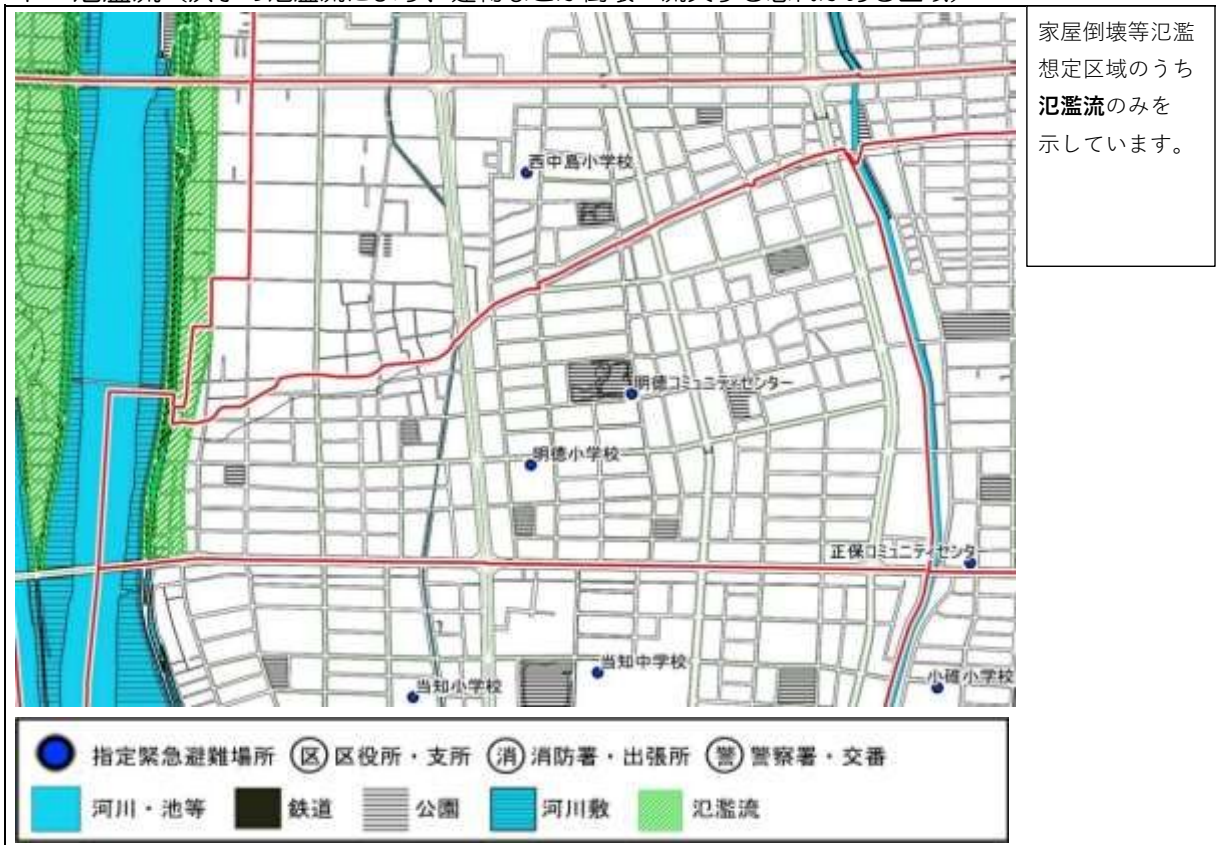 家屋倒壊等氾濫
想定区域のうち
氾濫流のみを
示しています。
西中島小学校
明徳コミュニティセンター
明徳小学校
正保コミュニティセンター
当知中学校
当知小学校
小碓小学校
指定緊急避難場所 区 区役所・支所 消 消防署・出張所 警 警察署・交番
河川・池等 鉄道 公園 河川敷 氾濫流